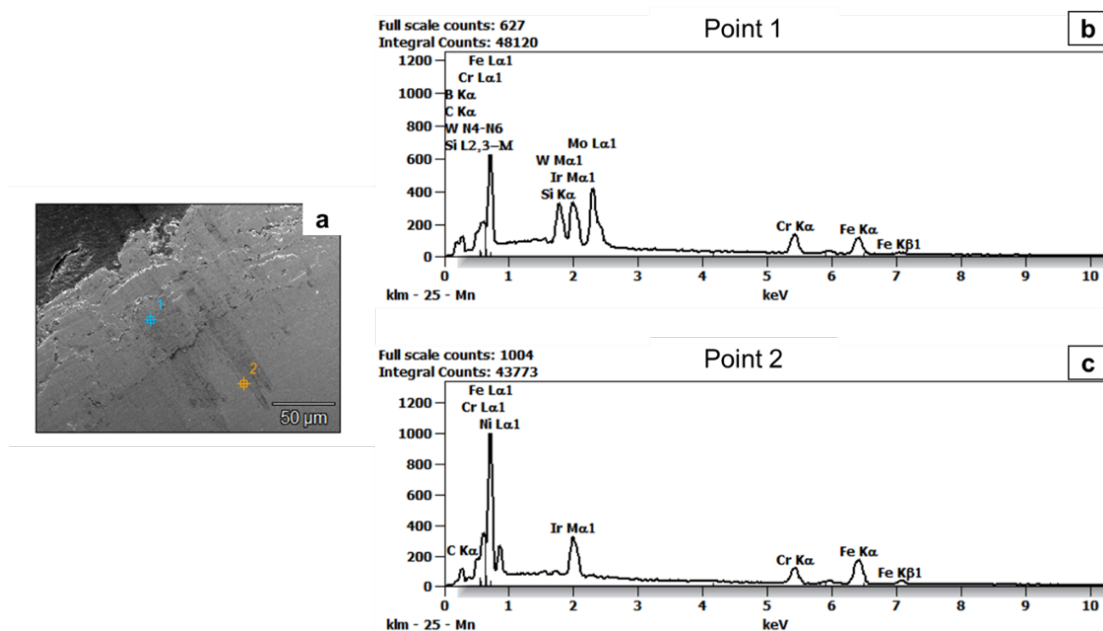 a
1
2
50 µm
Full scale counts: 627
Integral Counts: 48120
Point 1
b
1200
1000
800
600
400
200
0
Fe Lα1
Cr Lα1
B Kα
C Kα
W N4-N6
Si L2,3-M
Mo Lα1
W Mα1
Ir Mα1
Si Kα
Cr Kα
Fe Kα
Fe Kβ1
0 1 2 3 4 5 6 7 8 9 10
klm - 25 - Mn
keV
Full scale counts: 1004
Integral Counts: 43773
Point 2
c
1200
1000
800
600
400
200
0
Fe Lα1
Cr Lα1
Ni Lα1
C Kα
Ir Mα1
Cr Kα
Fe Kα
Fe Kβ1
0 1 2 3 4 5 6 7 8 9 10
klm - 25 - Mn
keV